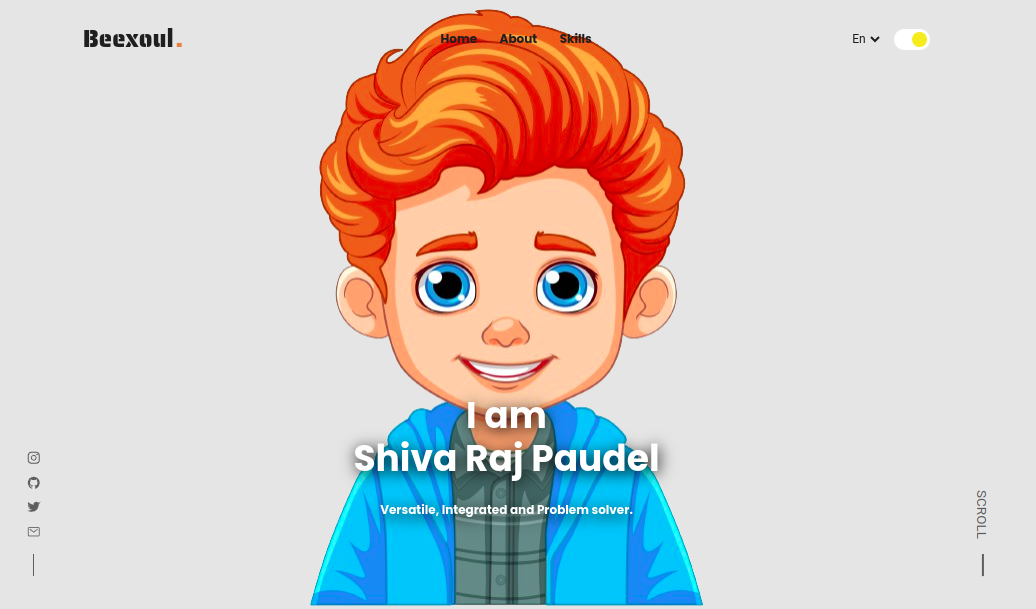 Beexoul.
Home About Skills
En
I am
Shiva Raj Paudel
Versatile, Integrated and Problem solver.
SCROLL